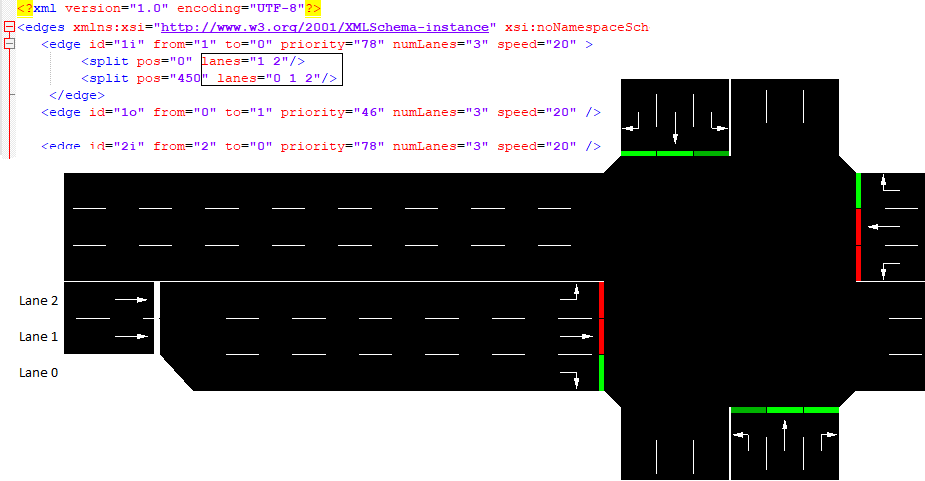 <?xml version="1.0" encoding="UTF-8"?>
<edges xmlns:xsi="http://www.w3.org/2001/XMLSchema-instance" xsi:noNamespaceSch
<edge id="1i" from="1" to="0" priority="78" numLanes="3" speed="20" >
<split pos="0" lanes="1 2"/>
<split pos="450" lanes="0 1 2"/>
</edge>
<edge id="1o" from="0" to="1" priority="46" numLanes="3" speed="20" />
<edge id="2i" from="2" to="0" priority="78" numLanes="3" speed="20" />
Lane 2
Lane 1
Lane 0